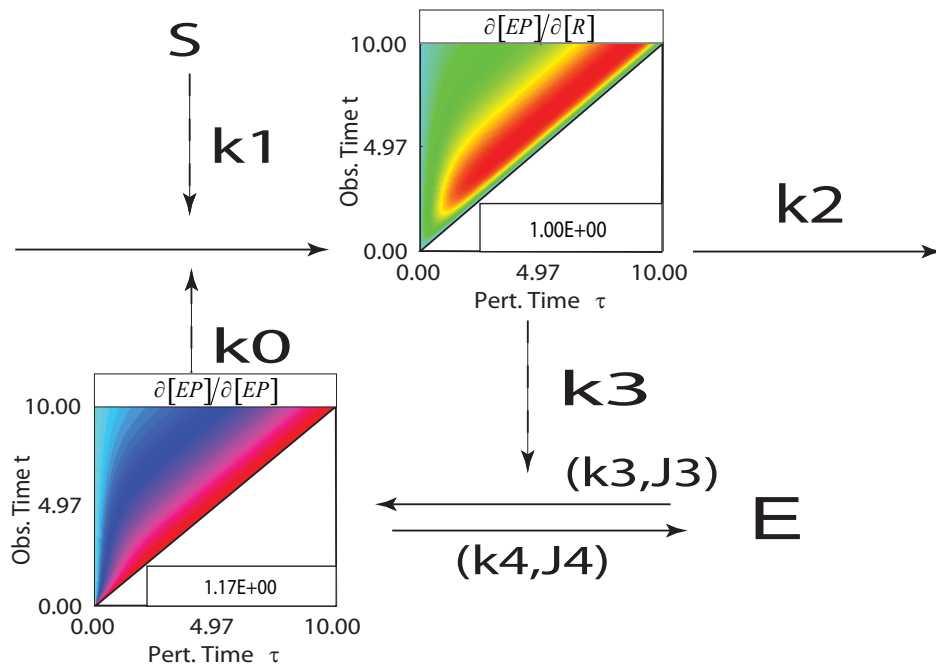 S
k1
∂[EP]/∂[R]
10.00
4.97
0.00
Obs. Time t
1.00E+00
0.00 4.97 10.00
Pert. Time τ
k2
k0
k3
∂[EP]/∂[EP]
10.00
4.97
0.00
Obs. Time t
1.17E+00
0.00 4.97 10.00
Pert. Time τ
(k3,J3)
(k4,J4)
E